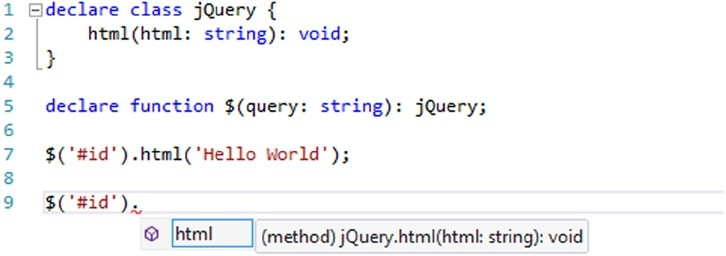 1 declare class jQuery {
2 html(html: string): void;
3 }
4
5 declare function $(query: string): jQuery;
6
7 $('#id').html('Hello World');
8
9 $('#id').
html (method) jQuery.html(html: string): void